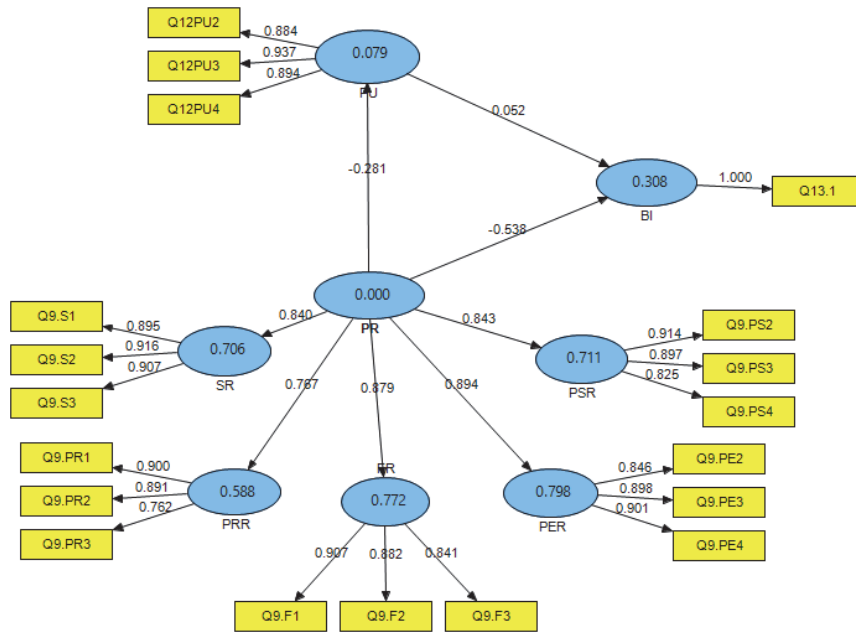 Q12PU2
0.884
0.079
Q12PU3
0.937
0.894
Q12PU4
PU
0.052
0.308
1.000
Q13.1
BI
-0.281
-0.538
0.000
PR
Q9.S1
0.895
0.840
0.843
Q9.PS2
0.914
Q9.S2
0.916
0.706
0.711
0.897
Q9.PS3
0.907
0.825
Q9.S3
SR
PSR
Q9.PS4
0.767
0.879
0.894
Q9.PR1
0.900
FR
0.846
Q9.PE2
Q9.PR2
0.891
0.588
0.772
0.798
0.898
Q9.PE3
0.762
0.901
Q9.PR3
PRR
PER
Q9.PE4
0.907
0.882
0.841
Q9.F1
Q9.F2
Q9.F3